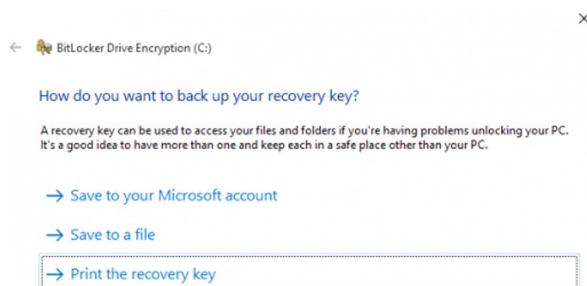 BitLocker Drive Encryption (C:)
How do you want to back up your recovery key?
A recovery key can be used to access your files and folders if you're having problems unlocking your PC.
It's a good idea to have more than one and keep each in a safe place other than your PC.
Save to your Microsoft account
Save to a file
Print the recovery key